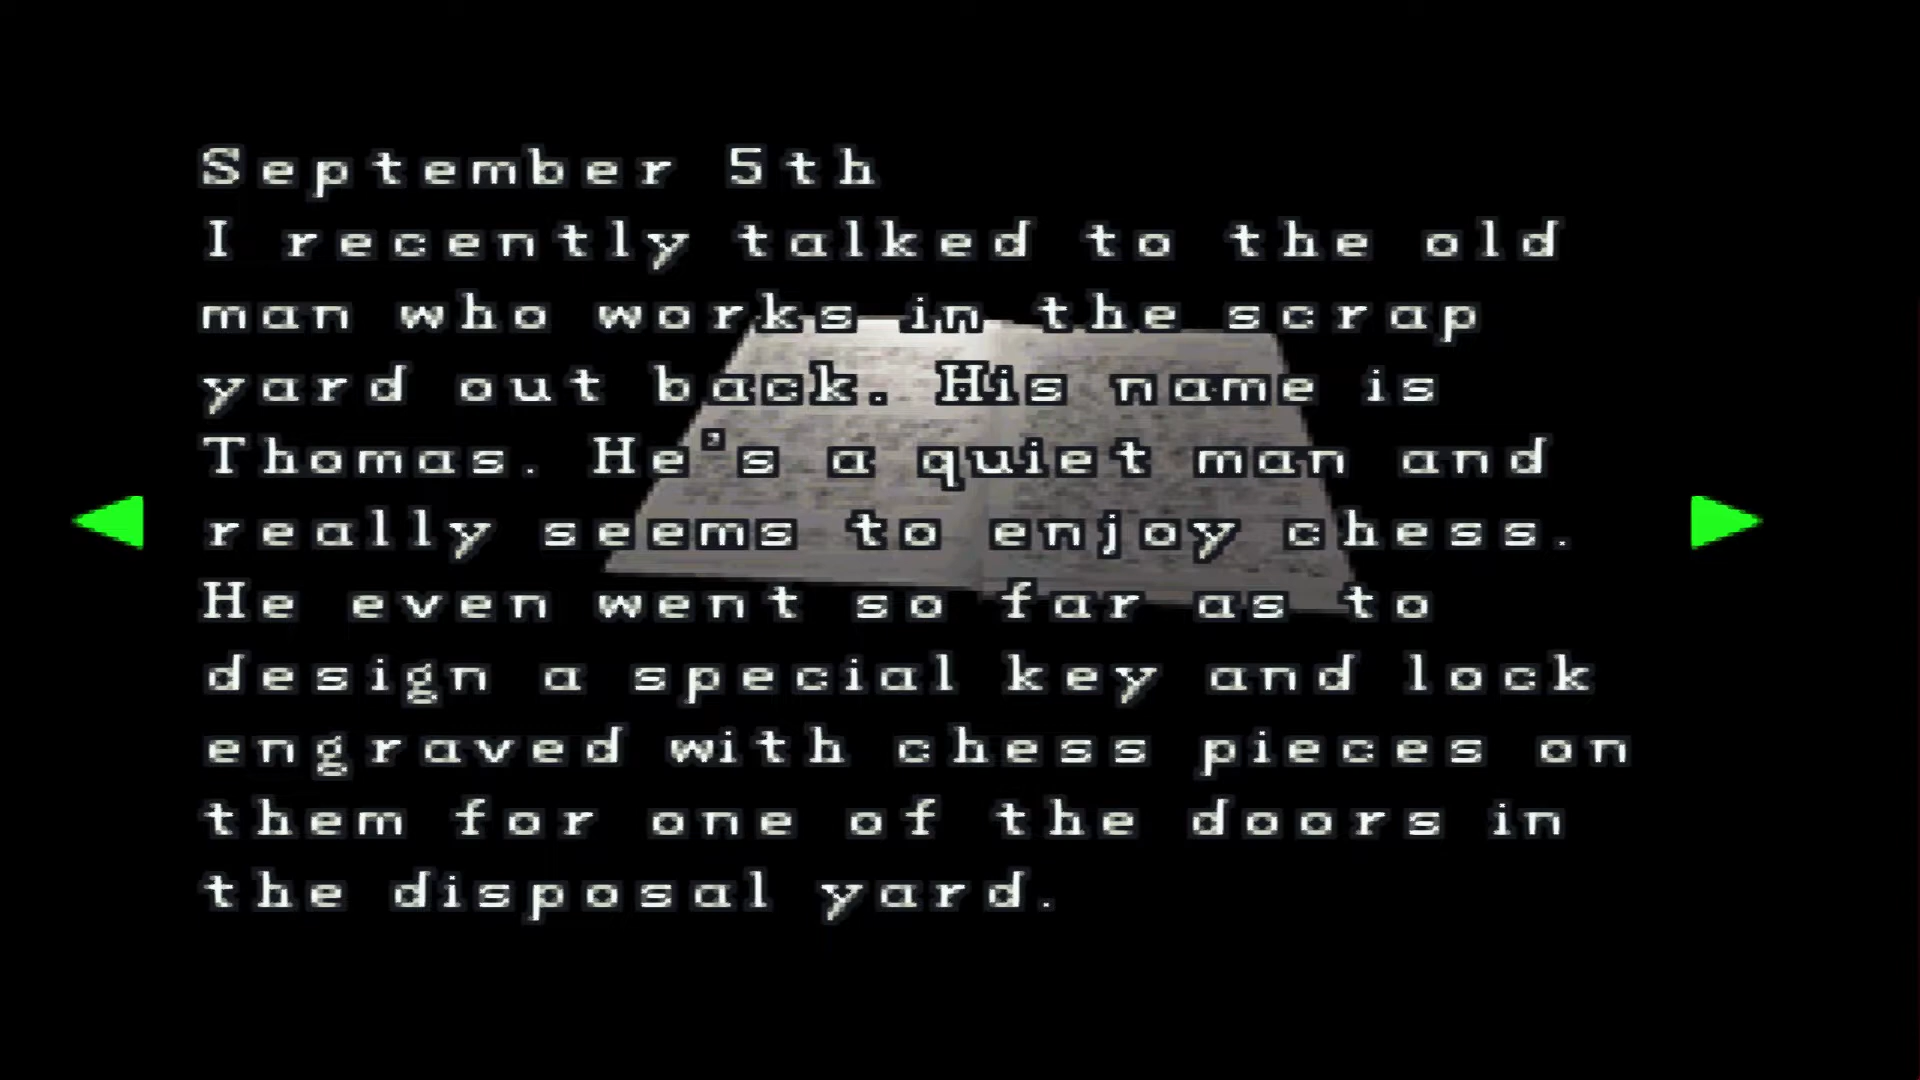 September 5th
I recently talked to the old
man who works in the scrap
yard out back. His name is
Thomas. He's a quiet man and
really seems to enjoy chess.
He even went so far as to
design a special key and lock
engraved with chess pieces on
them for one of the doors in
the disposal yard.